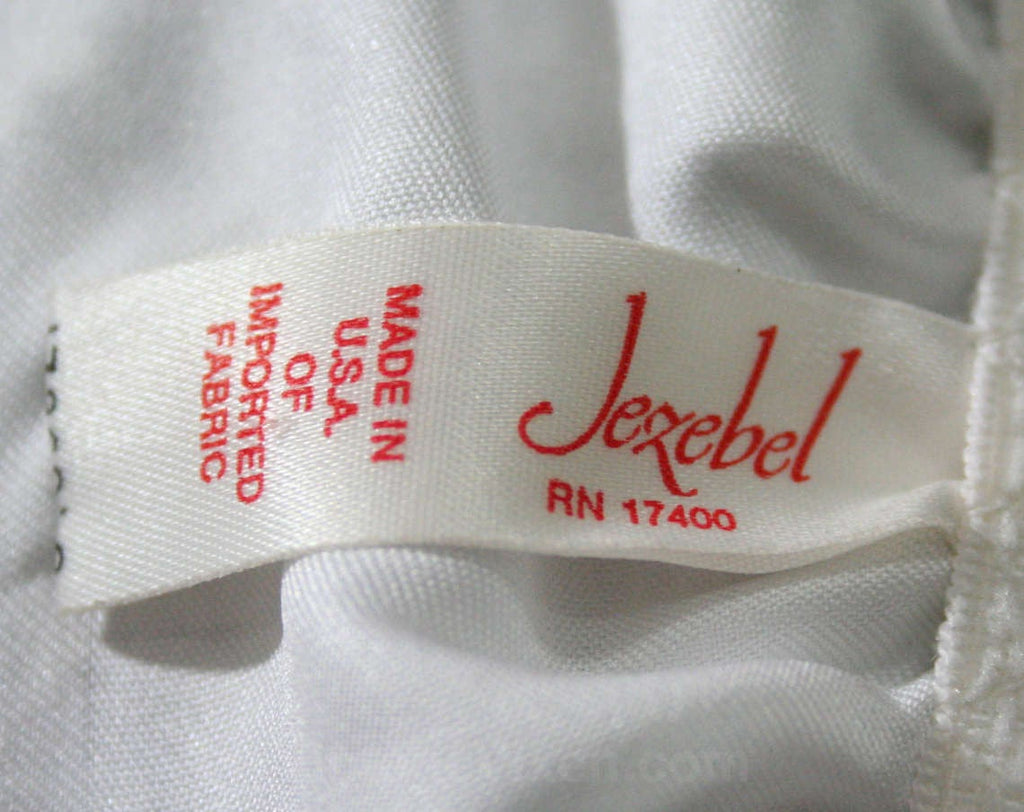 Jezebel
RN 17400
MADE IN
U.S.A
OF
IMPORTED
FABRIC